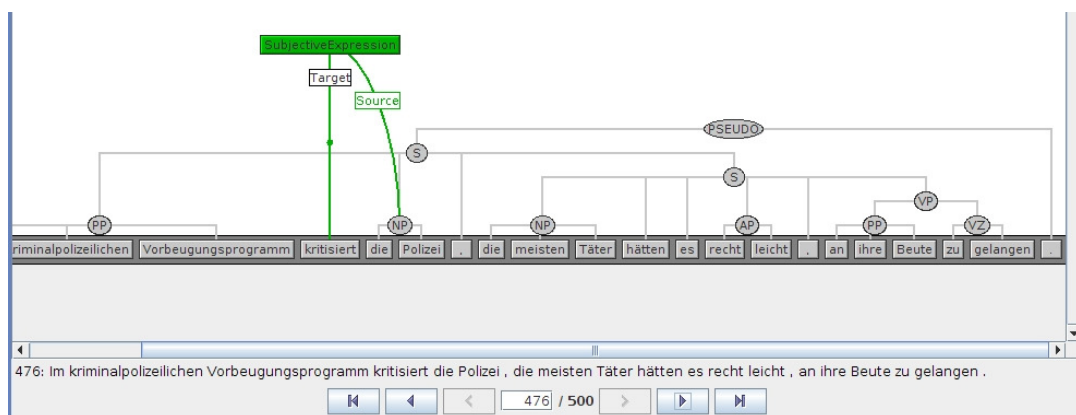 SubjectiveExpression
Target
Source
PSEUDO
S
S
VP
PP NP NP AP PP VZ
riminalpolizeilichen Vorbeugungsprogramm kritisiert die Polizei , die meisten Täter hätten es recht leicht , an ihre Beute zu gelangen .
476: Im kriminalpolizeilichen Vorbeugungsprogramm kritisiert die Polizei , die meisten Täter hätten es recht leicht , an ihre Beute zu gelangen .
476 / 500